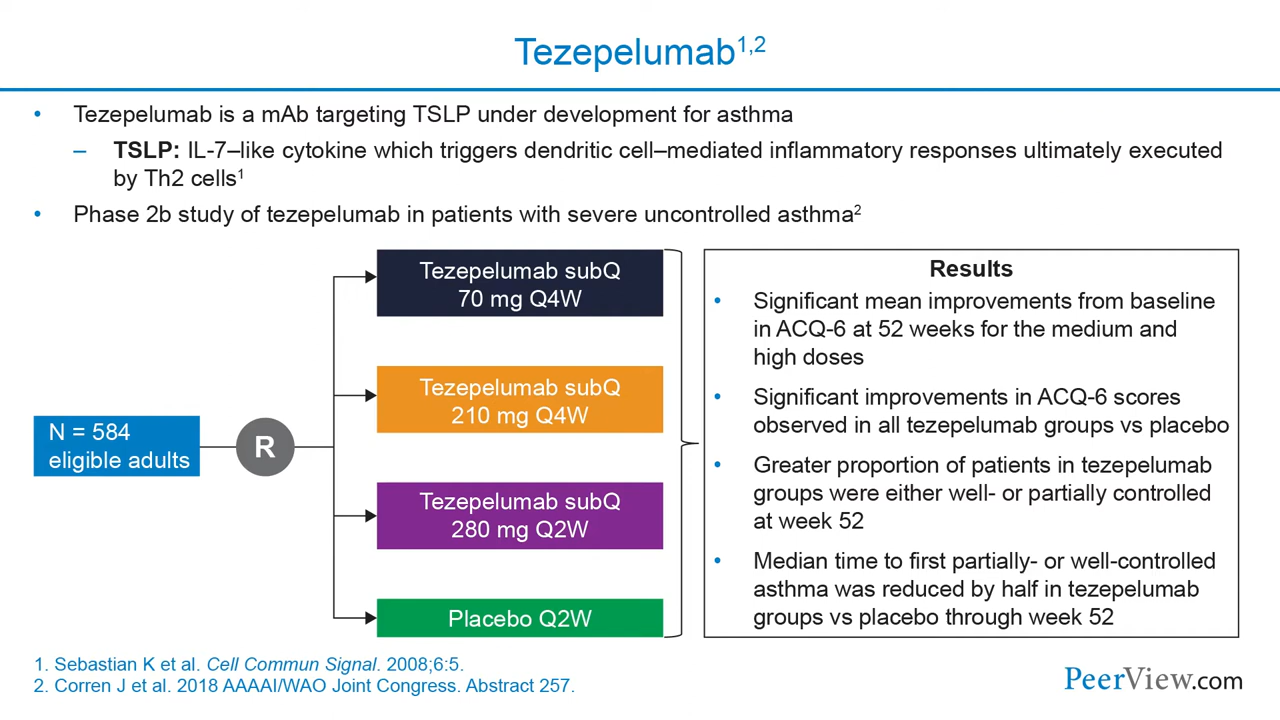 Tezepelumab1,2
• Tezepelumab is a mAb targeting TSLP under development for asthma
– TSLP: IL-7–like cytokine which triggers dendritic cell–mediated inflammatory responses ultimately executed
by Th2 cells1
• Phase 2b study of tezepelumab in patients with severe uncontrolled asthma2
N = 584
eligible adults
R
Tezepelumab subQ
70 mg Q4W
Tezepelumab subQ
210 mg Q4W
Tezepelumab subQ
280 mg Q2W
Placebo Q2W
Results
• Significant mean improvements from baseline
in ACQ-6 at 52 weeks for the medium and
high doses
• Significant improvements in ACQ-6 scores
observed in all tezepelumab groups vs placebo
• Greater proportion of patients in tezepelumab
groups were either well- or partially controlled
at week 52
• Median time to first partially- or well-controlled
asthma was reduced by half in tezepelumab
groups vs placebo through week 52
1. Sebastian K et al. Cell Commun Signal. 2008;6:5.
2. Corren J et al. 2018 AAAAI/WAO Joint Congress. Abstract 257.
PeerView.com